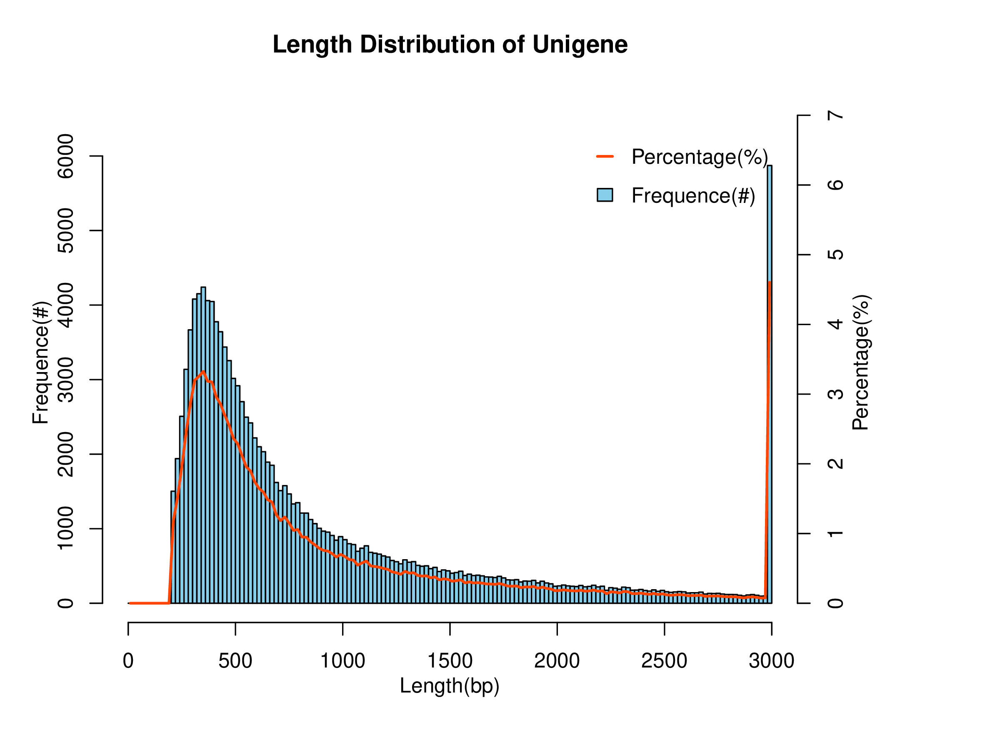 Length Distribution of Unigene
Percentage(%)
Frequence(#)
Frequence(#)
0
1000
2000
3000
4000
5000
6000
0
1
2
3
4
5
6
7
Percentage(%)
0 500 1000 1500 2000 2500 3000
Length(bp)